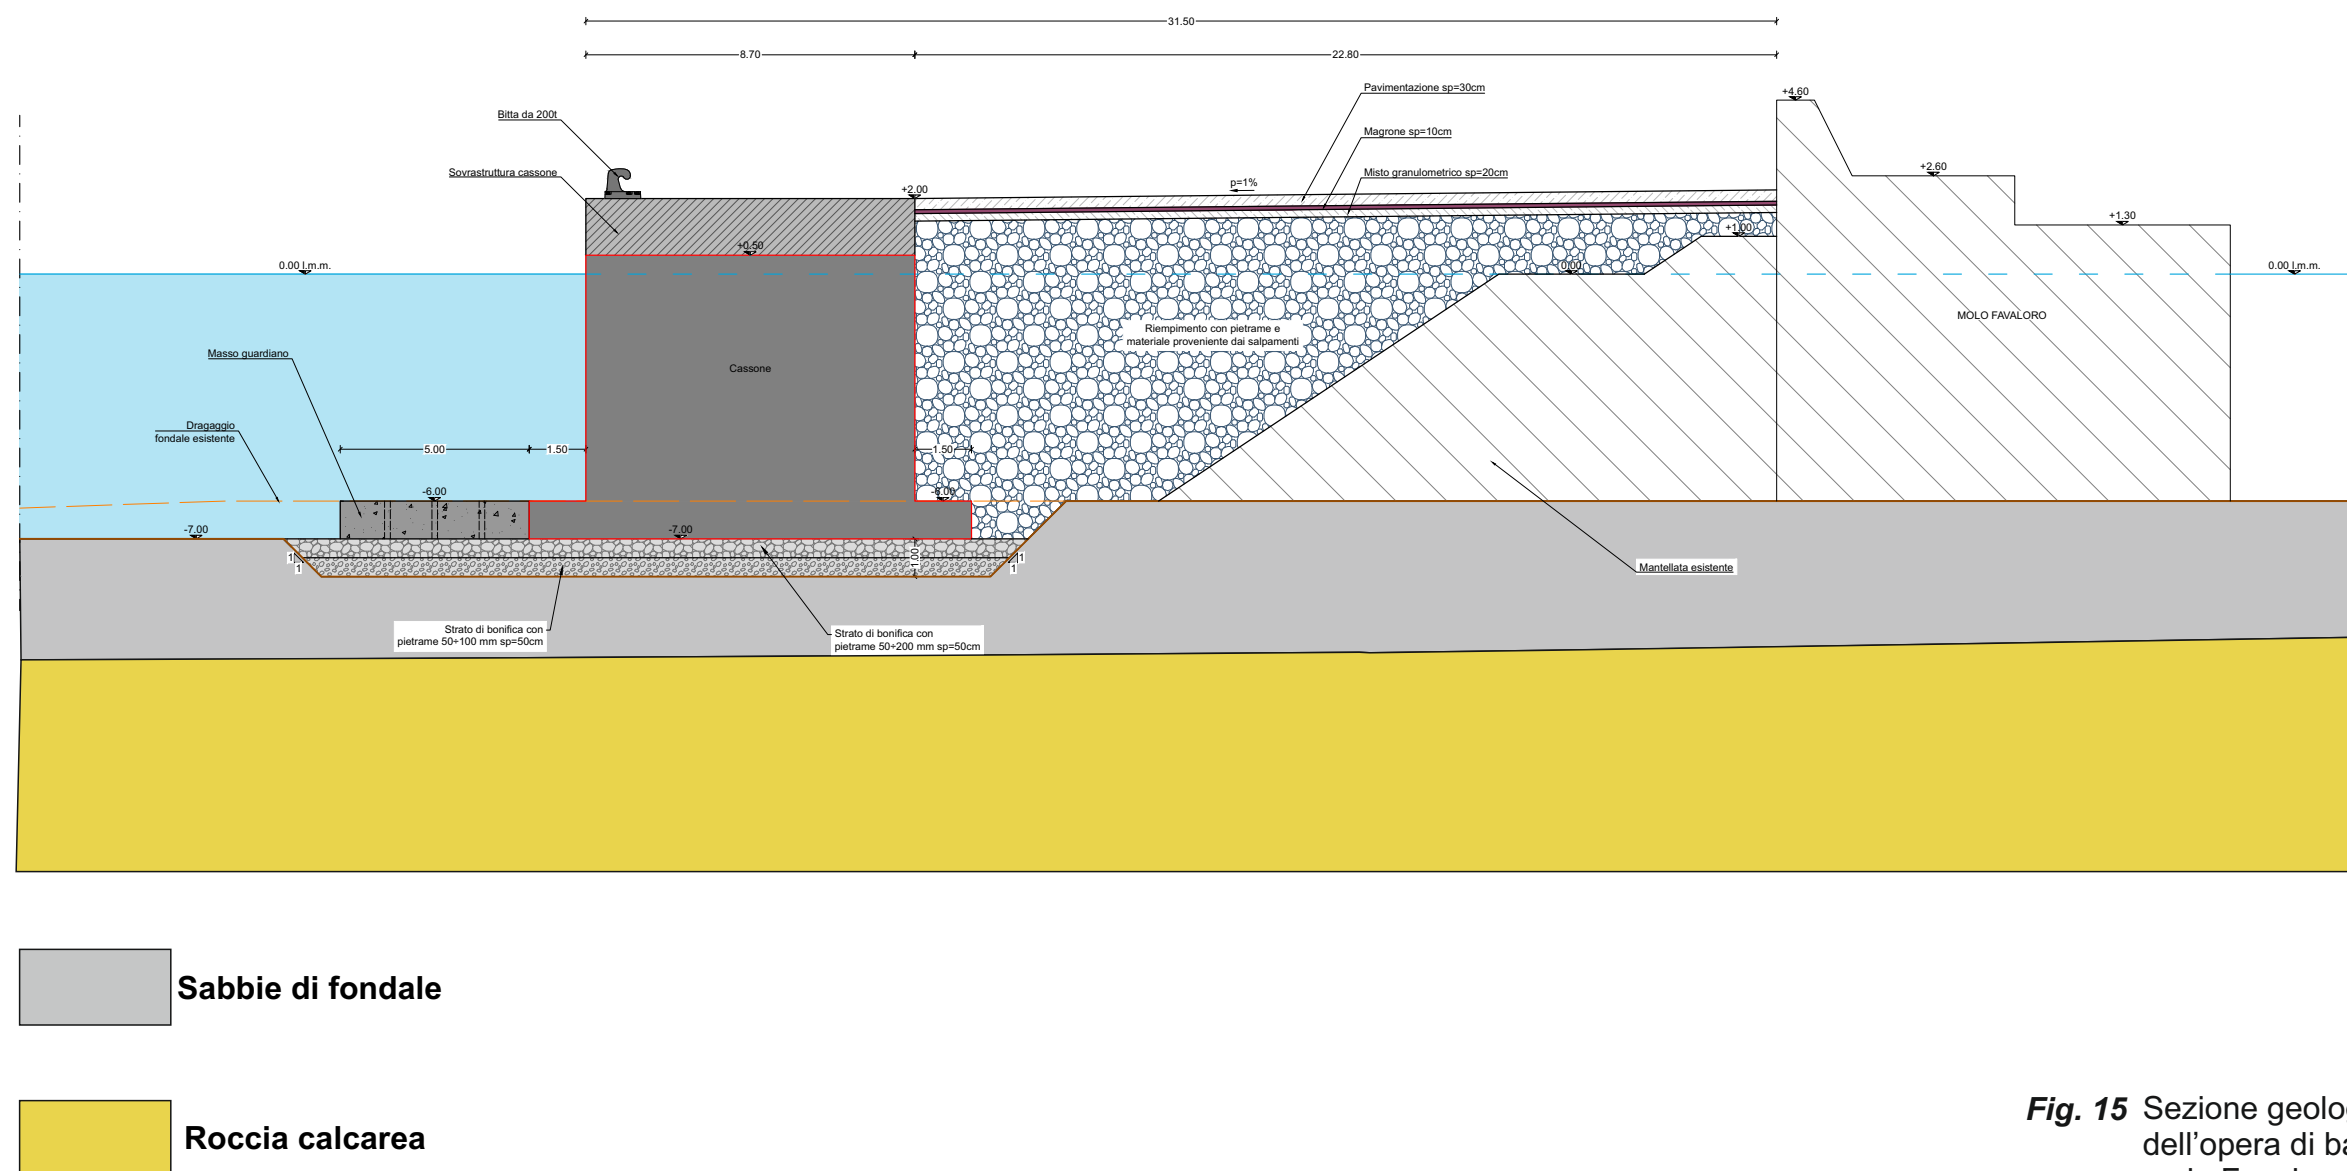 31.50
8.70
22.80
Pavimentazione sp=30cm
+4.60
Bitta da 200t
Magrone sp=10cm
Sovrastruttura cassone
Misto granulometrico sp=20cm
+2.60
p=1%
+2.00
+1.30
+1.00
+0.50
0.00 l.m.m.
0.00
0.00 l.m.m.
MOLO FAVALORO
Riempimento con pietrame e
materiale proveniente dai salpamenti
Masso guardiano
Cassone
Dragaggio
fondale esistente
5.00
1.50
1.50
-6.00
-6.00
-7.00
-7.00
1
1
1.00
1
1
Mantellata esistente
Strato di bonifica con
pietrame 50÷100 mm sp=50cm
Strato di bonifica con
pietrame 50÷200 mm sp=50cm
Sabbie di fondale
Roccia calcarea
Fig. 15 Sezione geolo
dell'opera di ba